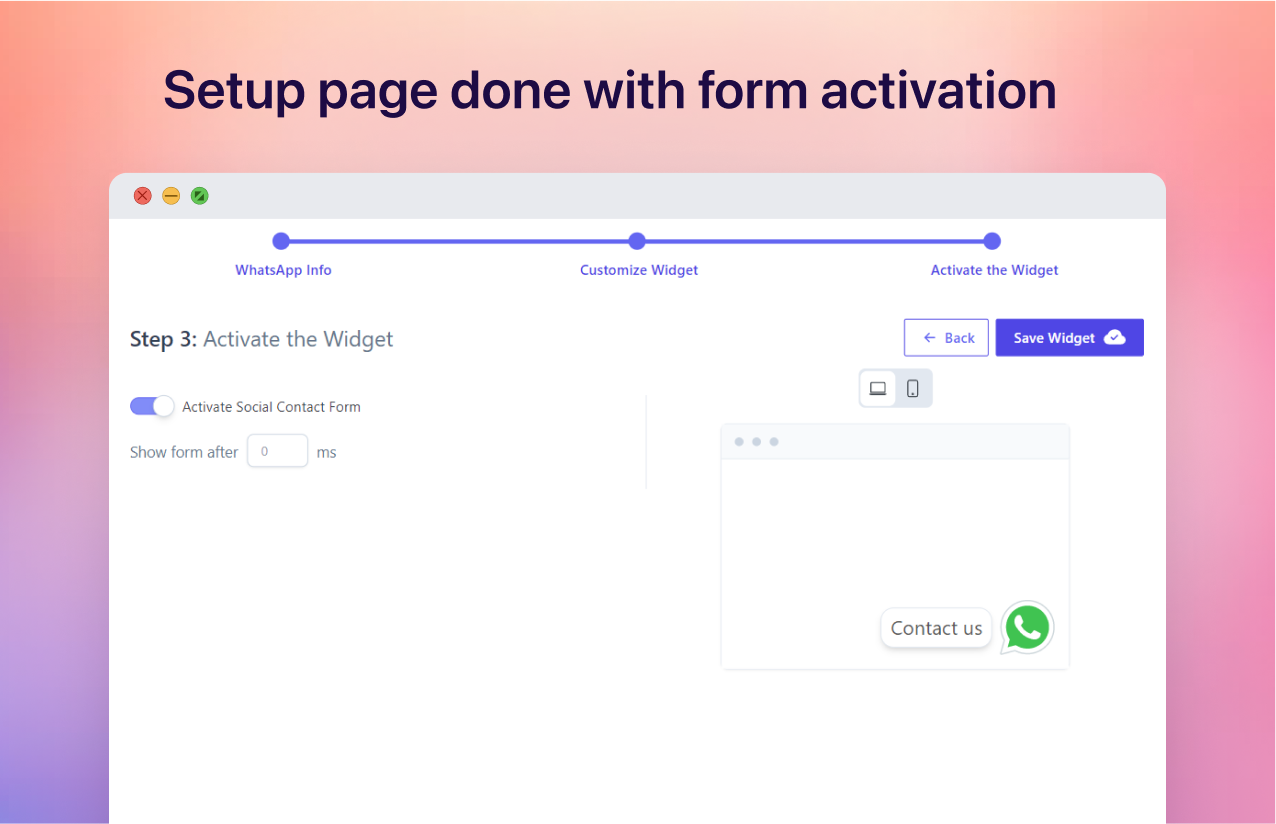 Setup page done with form activation
WhatsApp Info
Customize Widget
Activate the Widget
Step 3: Activate the Widget
Back
Save Widget
Activate Social Contact Form
Show form after 0 ms
Contact us